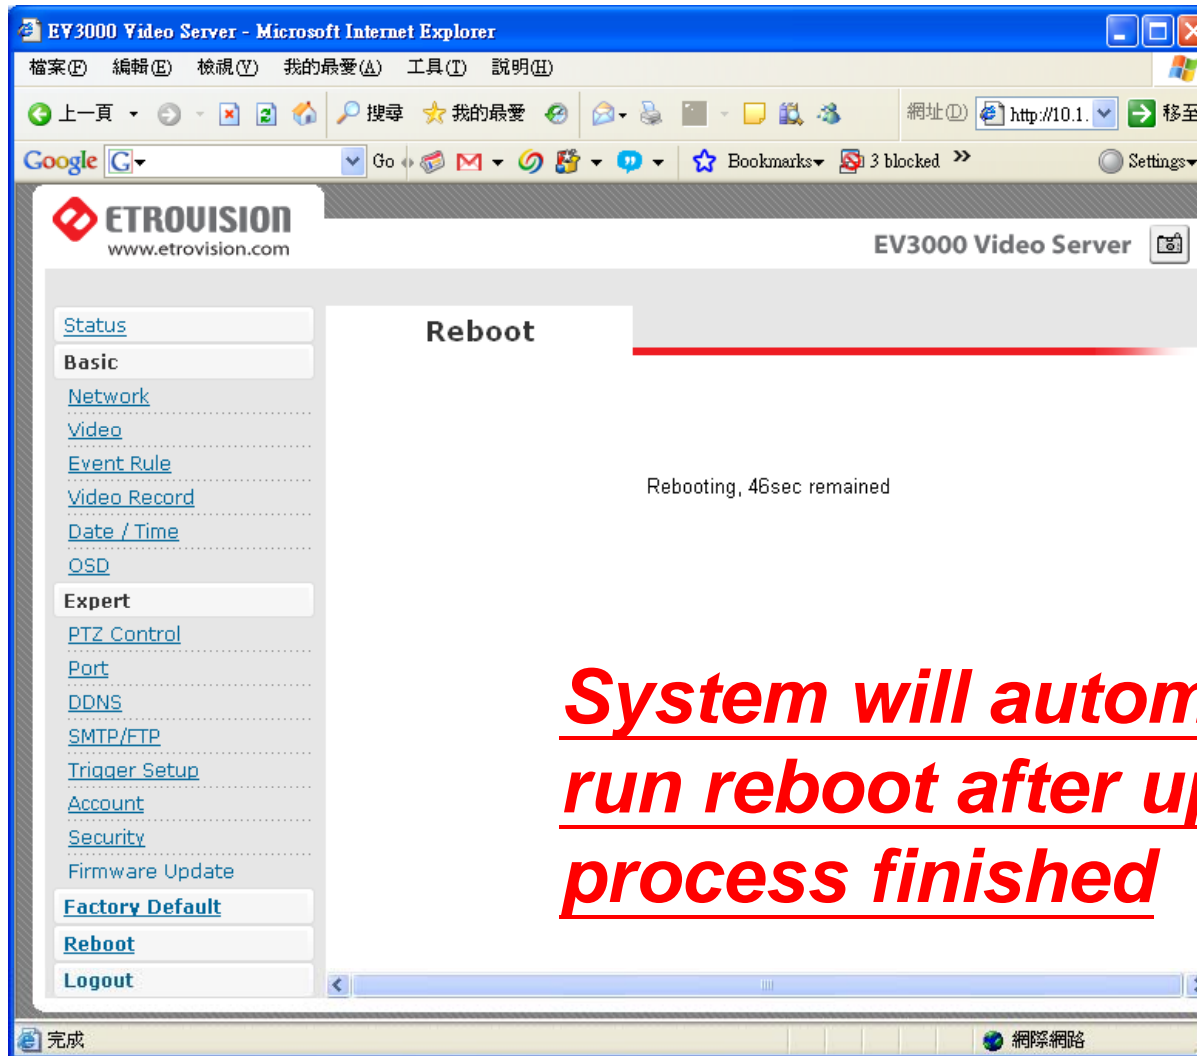 EV3000 Video Server - Microsoft Internet Explorer
檔案(F) 編輯(E) 檢視(V) 我的最愛(A) 工具(T) 說明(H)
上一頁 搜尋 我的最愛 網址(D) http://10.1. 移至
Google G Go Bookmarks 3 blocked » Settings
ETROVISION
www.etrovision.com
EV3000 Video Server
Status
Reboot
Basic
Network
Video
Event Rule
Video Record
Date / Time
OSD
Rebooting, 46sec remained
Expert
PTZ Control
Port
DDNS
SMTP/FTP
Trigger Setup
Account
Security
Firmware Update
Factory Default
Reboot
Logout
System will autom
run reboot after up
process finished
完成 網際網路